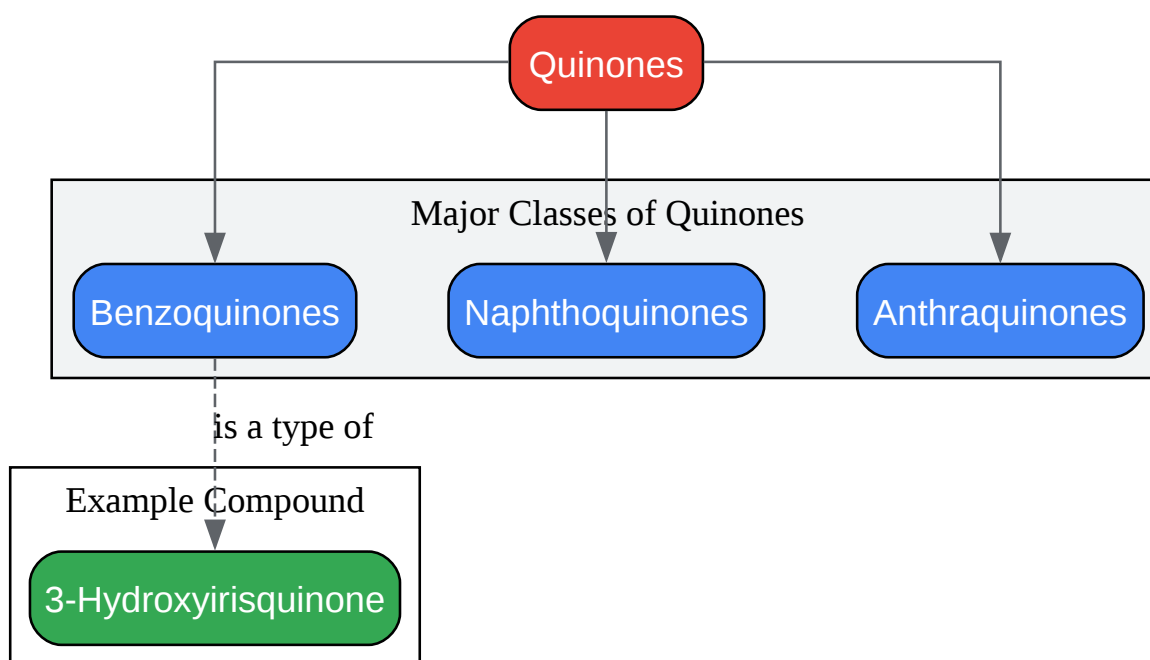 Quinones
Major Classes of Quinones
Benzoquinones
Naphthoquinones
Anthraquinones
is a type of
Example Compound
3-Hydroxyirisquinone